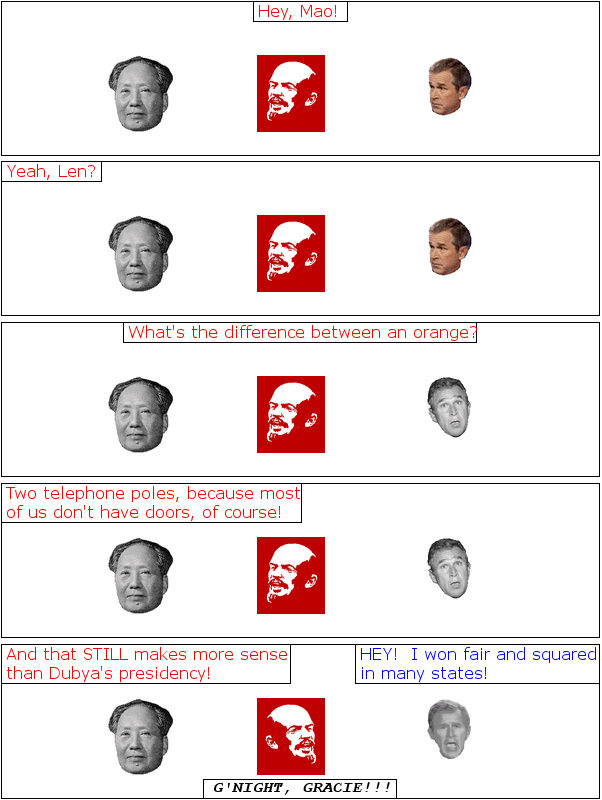 Hey, Mao!
Yeah, Len?
What's the difference between an orange?
Two telephone poles, because most
of us don't have doors, of course!
And that STILL makes more sense
than Dubya's presidency!
HEY!  I won fair and squared
in many states!
G'NIGHT, GRACIE!!!